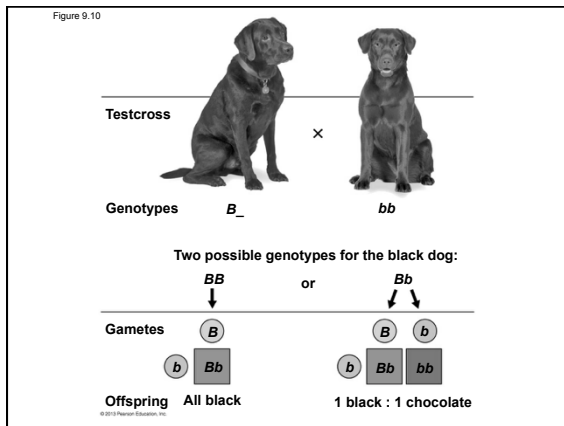 Figure 9.10
Testcross
×
Genotypes B_ bb
Two possible genotypes for the black dog:
BB or Bb
Gametes B B b
b Bb b Bb bb
Offspring All black 1 black : 1 chocolate
© 2013 Pearson Education, Inc.